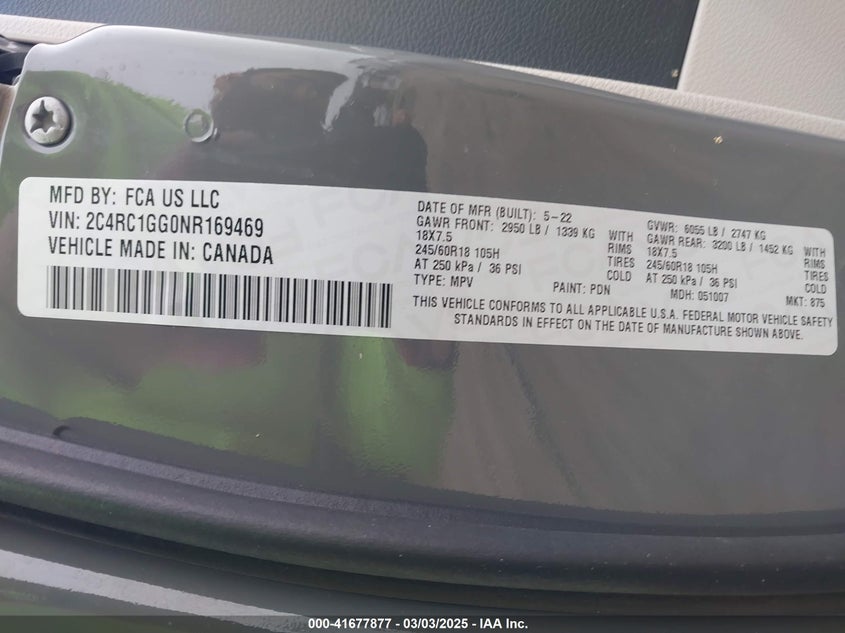 MFD BY: FCA US LLC
VIN: 2C4RC1GG0NR169469
VEHICLE MADE IN: CANADA
DATE OF MFR (BUILT): 5-22
GVWR: 6055 LB / 2747 KG
GAWR FRONT: 2950 LB / 1339 KG WITH
GAWR REAR: 3200 LB / 1452 KG WITH
18X7.5 RIMS
18X7.5 RIMS
245/60R18 105H TIRES
245/60R18 105H TIRES
AT 250 kPa / 36 PSI COLD
AT 250 kPa / 36 PSI COLD
TYPE: MPV PAINT: PDN MDH: 051007 MKT: 875
THIS VEHICLE CONFORMS TO ALL APPLICABLE U.S.A. FEDERAL MOTOR VEHICLE SAFETY
STANDARDS IN EFFECT ON THE DATE OF MANUFACTURE SHOWN ABOVE.
000-41677877 - 03/03/2025 - IAA Inc.